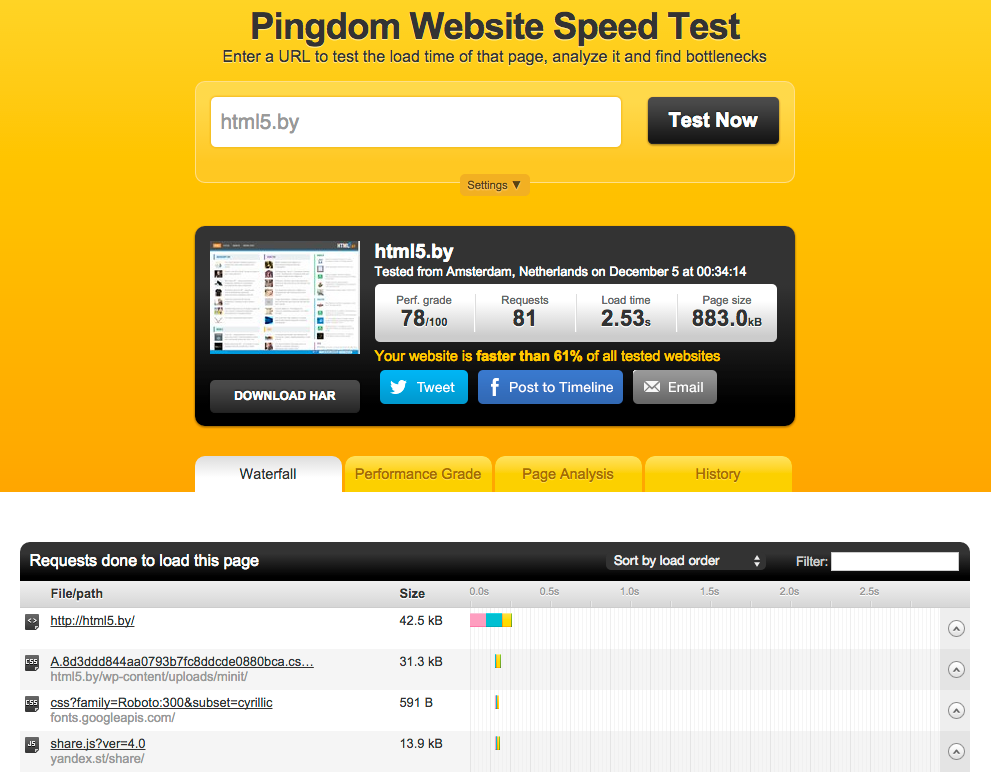 Pingdom Website Speed Test
Enter a URL to test the load time of that page, analyze it and find bottlenecks
html5.by
Test Now
Settings ▼
html5.by
Tested from Amsterdam, Netherlands on December 5 at 00:34:14
Perf. grade Requests Load time Page size
78/100 81 2.53s 883.0kB
Your website is faster than 61% of all tested websites
Tweet Post to Timeline Email
DOWNLOAD HAR
Waterfall Performance Grade Page Analysis History
Requests done to load this page Sort by load order Filter:
File/path Size 0.0s 0.5s 1.0s 1.5s 2.0s 2.5s
<> http://html5.by/ 42.5 kB
CSS A.8d3ddd844aa0793b7fc8ddcde0880bca.cs… 31.3 kB
html5.by/wp-content/uploads/minit/
CSS css?family=Roboto:300&subset=cyrillic 591 B
fonts.googleapis.com/
JS share.js?ver=4.0 13.9 kB
yandex.st/share/